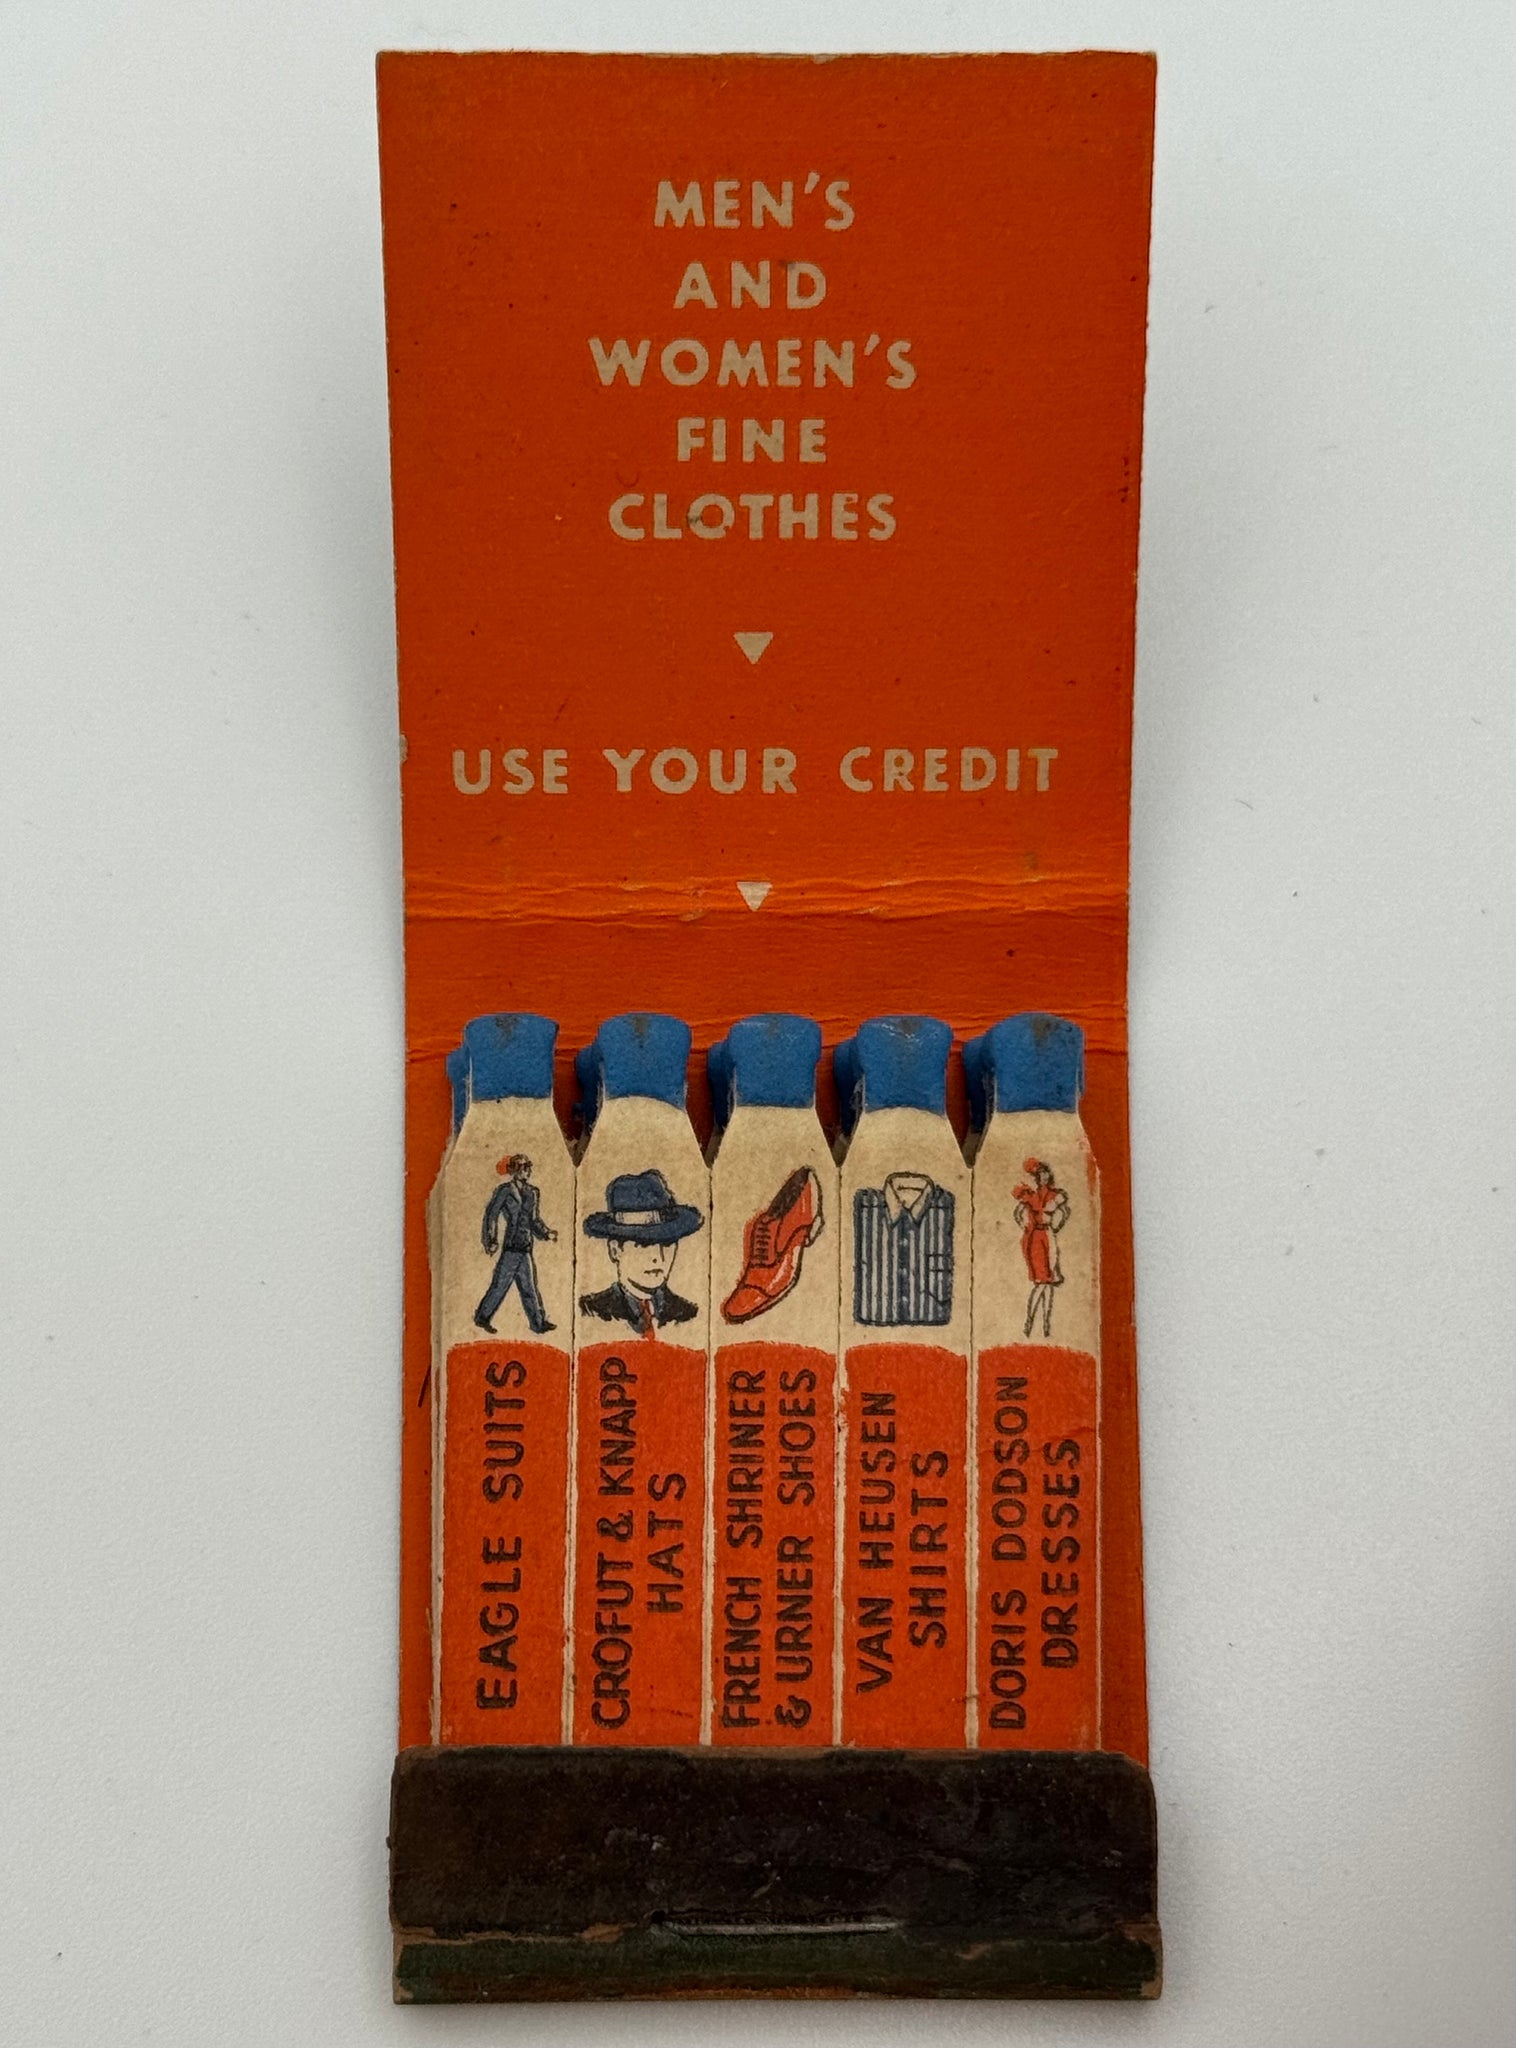 MEN'S
AND
WOMEN'S
FINE
CLOTHES
USE YOUR CREDIT
EAGLE SUITS
CROFUT & KNAPP
HATS
FRENCH SHRINER
& URNER SHOES
VAN HEUSEN
SHIRTS
DORIS DODSON
DRESSES